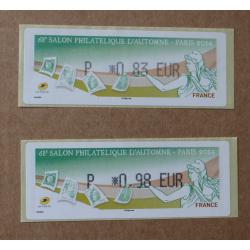 68e SALON PHILATELIQUE D'AUTOMNE - PARIS 2014
P *0,83 EUR
FRANCE
68e SALON PHILATELIQUE D'AUTOMNE - PARIS 2014
P *0,98 EUR
FRANCE